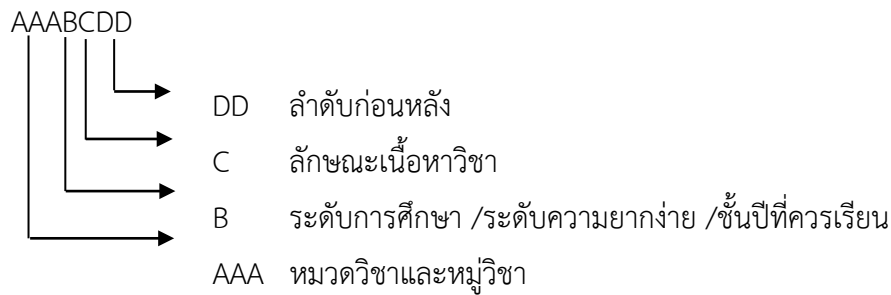 AAABCDD
DD ลำดับก่อนหลัง
C ลักษณะเนื้อหาวิชา
B ระดับการศึกษา /ระดับความยากง่าย /ชั้นปีที่ควรเรียน
AAA หมวดวิชาและหมู่วิชา